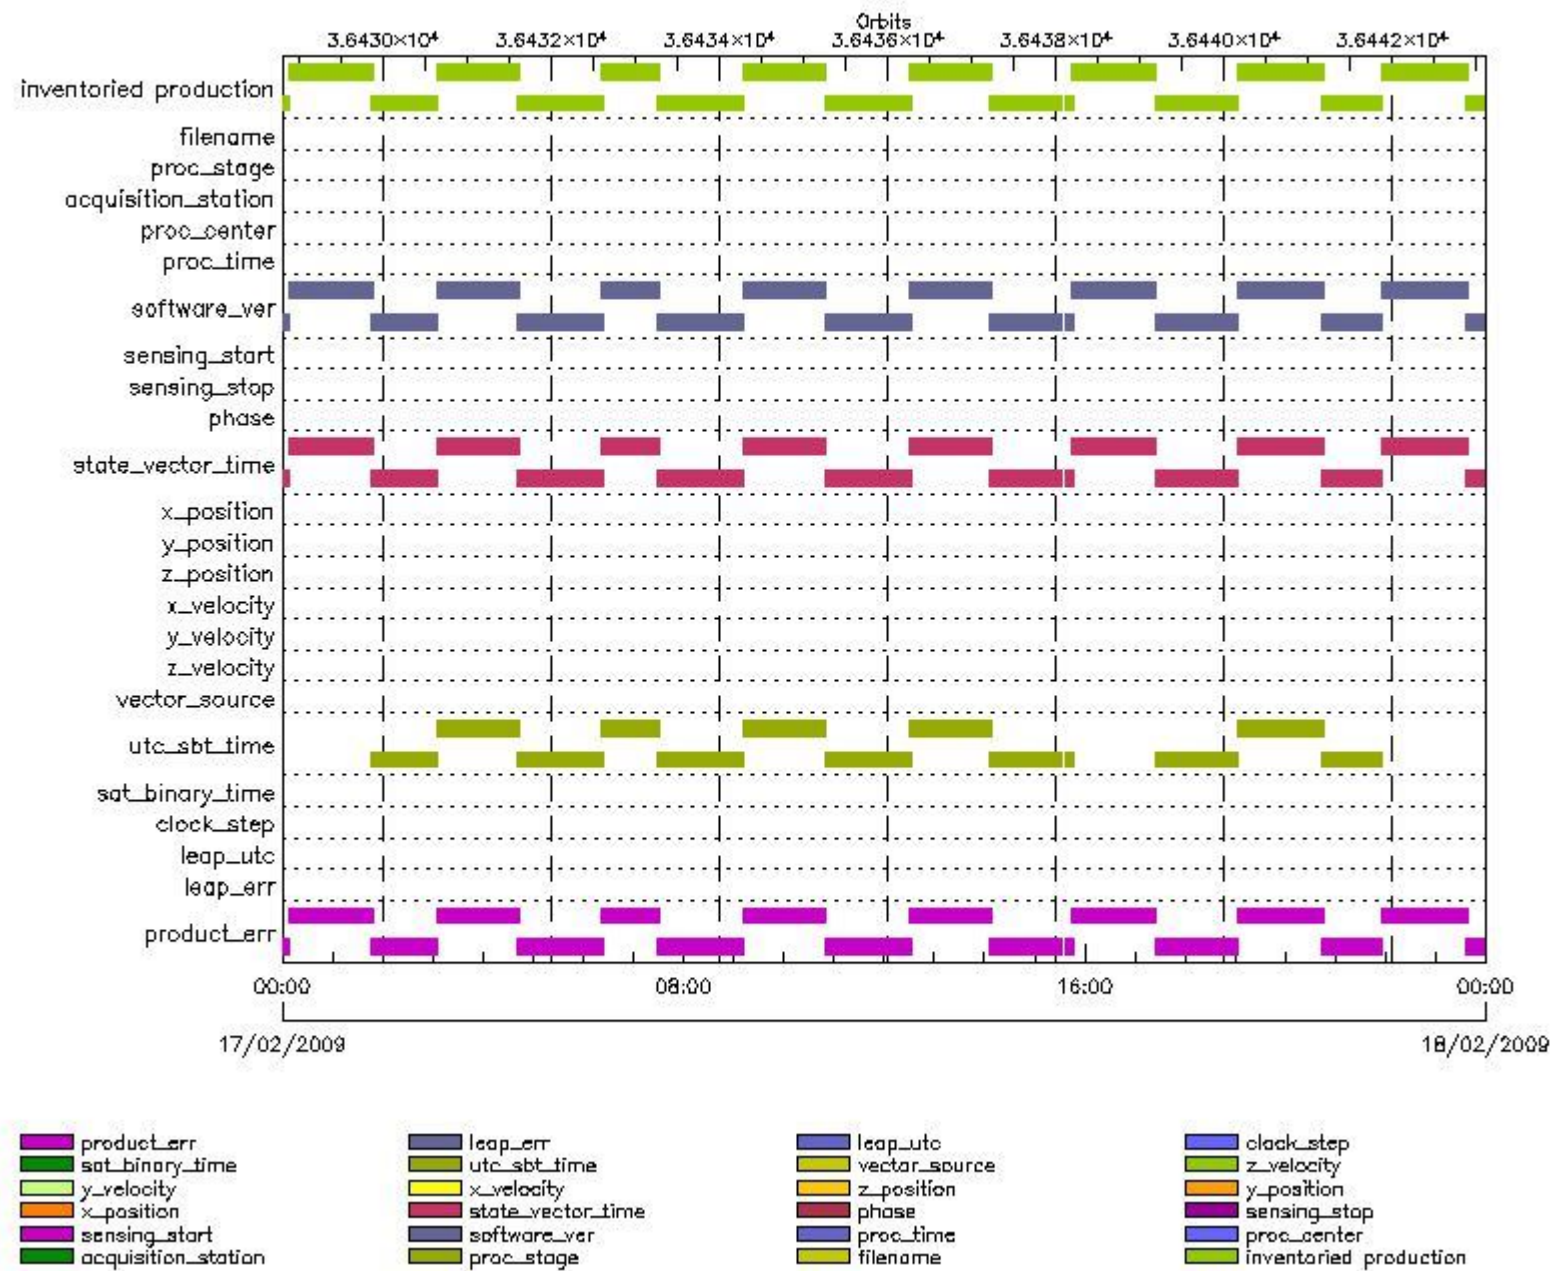 Orbits
3.6430×10⁴ 3.6432×10⁴ 3.6434×10⁴ 3.6436×10⁴ 3.6438×10⁴ 3.6440×10⁴ 3.6442×10⁴
inventoried production
filename
proc_stage
acquisition_station
proc_center
proc_time
software_ver
sensing_start
sensing_stop
phase
state_vector_time
x_position
y_position
z_position
x_velocity
y_velocity
z_velocity
vector_source
utc_sbt_time
sat_binary_time
clock_step
leap_utc
leap_err
product_err
00:00 08:00 16:00 00:00
17/02/2009 18/02/2009
product_err leap_err leap_utc clock_step
sat_binary_time utc_sbt_time vector_source z_velocity
y_velocity x_velocity z_position y_position
x_position state_vector_time phase sensing_stop
sensing_start software_ver proc_time proc_center
acquisition_station proc_stage filename inventoried production